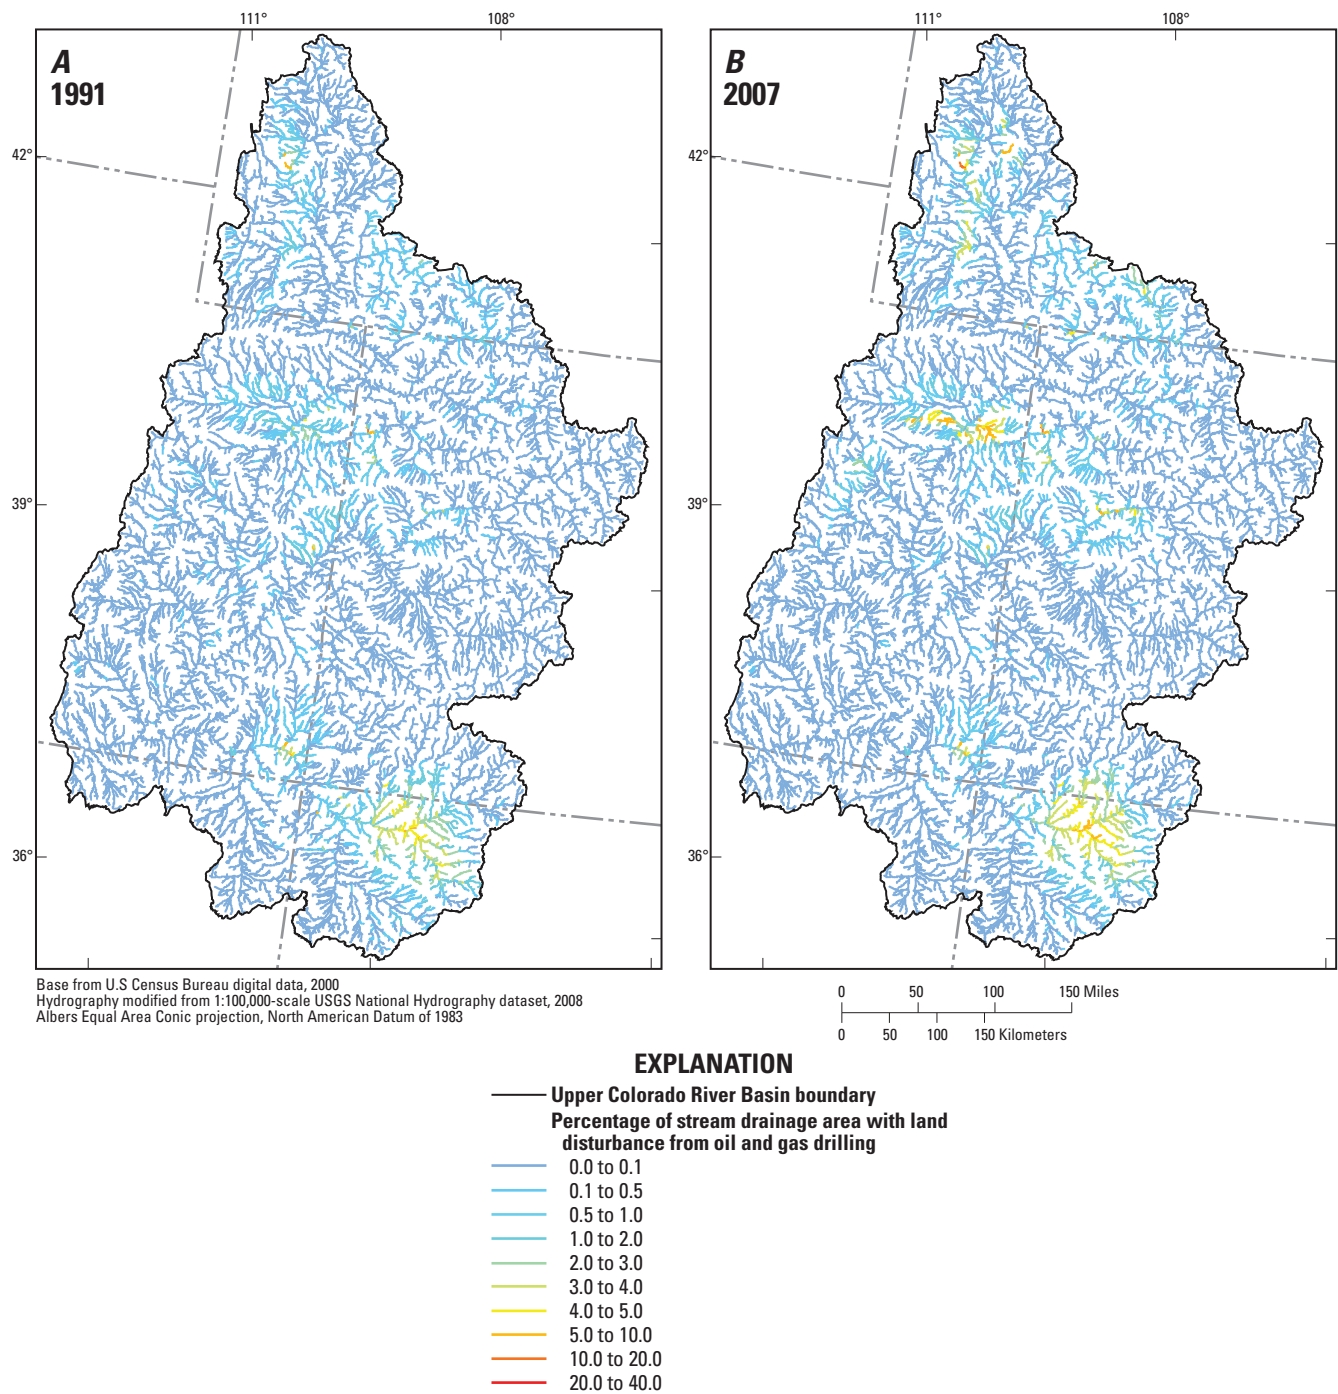 111°
108°
111°
108°
A
1991
B
2007
42°
42°
39°
39°
36°
36°
Base from U.S Census Bureau digital data, 2000
Hydrography modified from 1:100,000-scale USGS National Hydrography dataset, 2008
Albers Equal Area Conic projection, North American Datum of 1983
0 50 100 150 Miles
0 50 100 150 Kilometers
EXPLANATION
Upper Colorado River Basin boundary
Percentage of stream drainage area with land
disturbance from oil and gas drilling
0.0 to 0.1
0.1 to 0.5
0.5 to 1.0
1.0 to 2.0
2.0 to 3.0
3.0 to 4.0
4.0 to 5.0
5.0 to 10.0
10.0 to 20.0
20.0 to 40.0